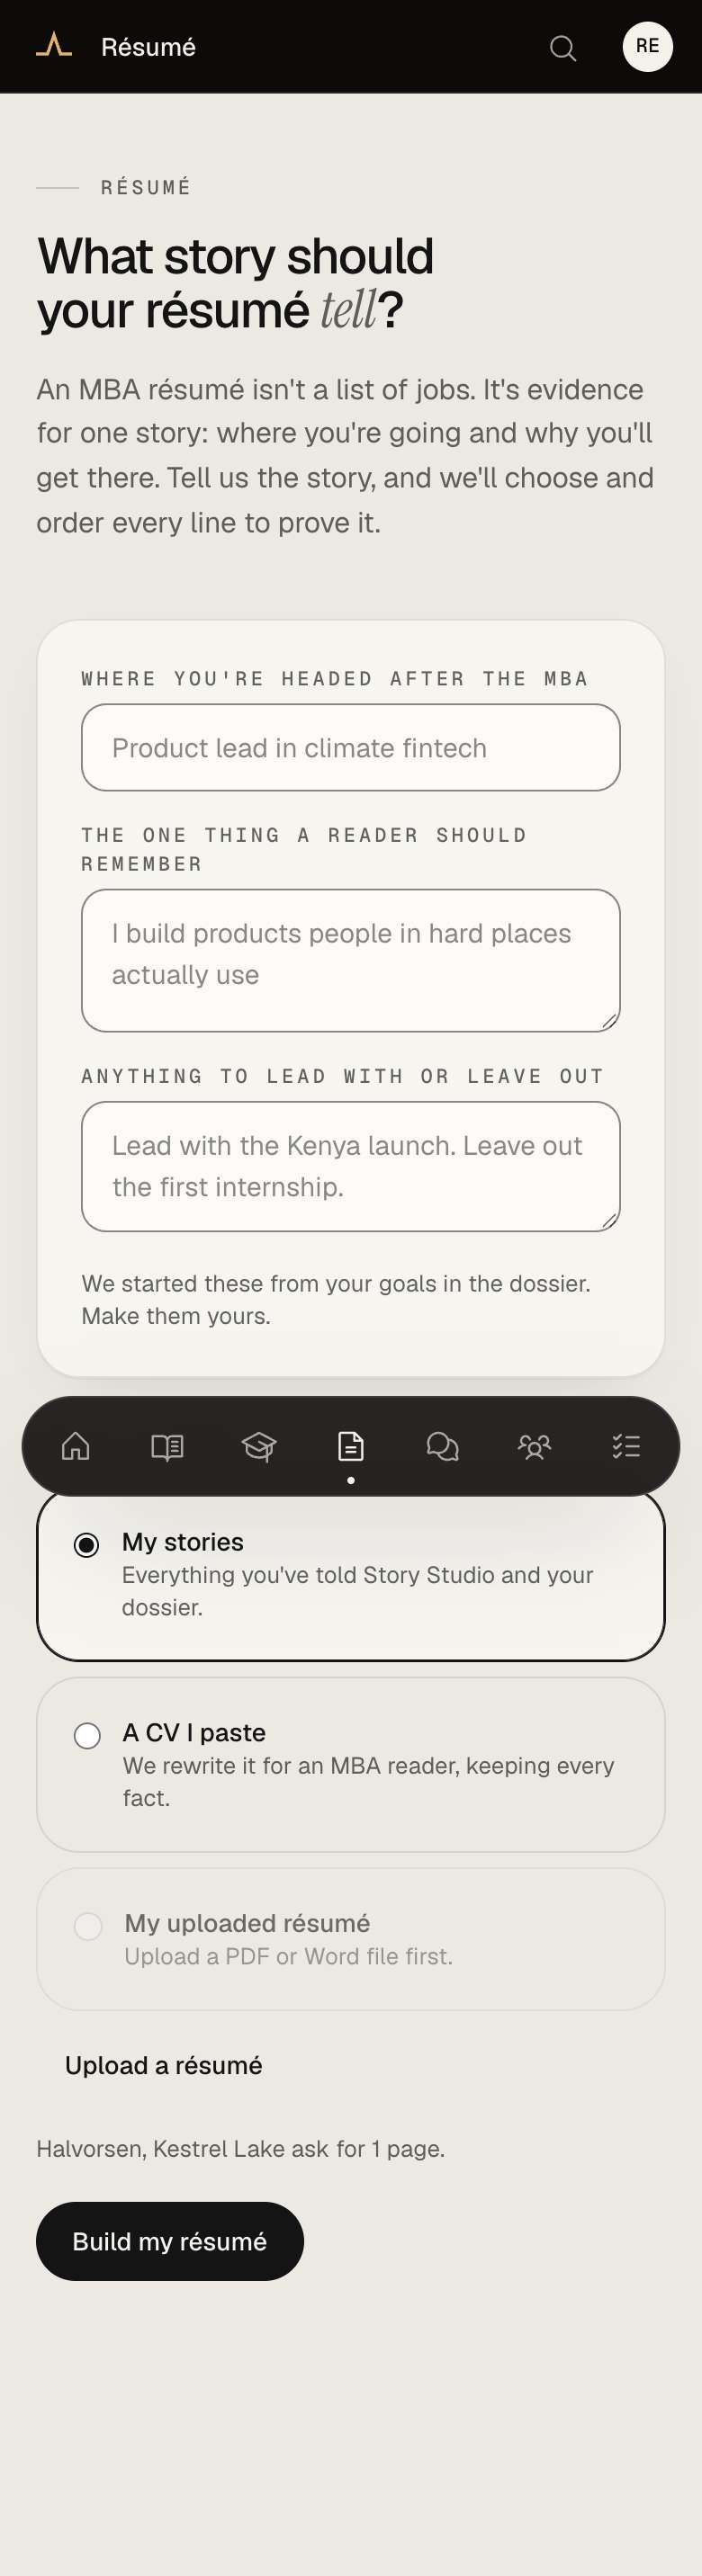 Résumé
RE
RÉSUMÉ
What story should
your résumé tell?
An MBA résumé isn't a list of jobs. It's evidence
for one story: where you're going and why you'll
get there. Tell us the story, and we'll choose and
order every line to prove it.
WHERE YOU'RE HEADED AFTER THE MBA
Product lead in climate fintech
THE ONE THING A READER SHOULD
REMEMBER
I build products people in hard places
actually use
ANYTHING TO LEAD WITH OR LEAVE OUT
Lead with the Kenya launch. Leave out
the first internship.
We started these from your goals in the dossier.
Make them yours.
My stories
Everything you've told Story Studio and your
dossier.
A CV I paste
We rewrite it for an MBA reader, keeping every
fact.
My uploaded résumé
Upload a PDF or Word file first.
Upload a résumé
Halvorsen, Kestrel Lake ask for 1 page.
Build my résumé